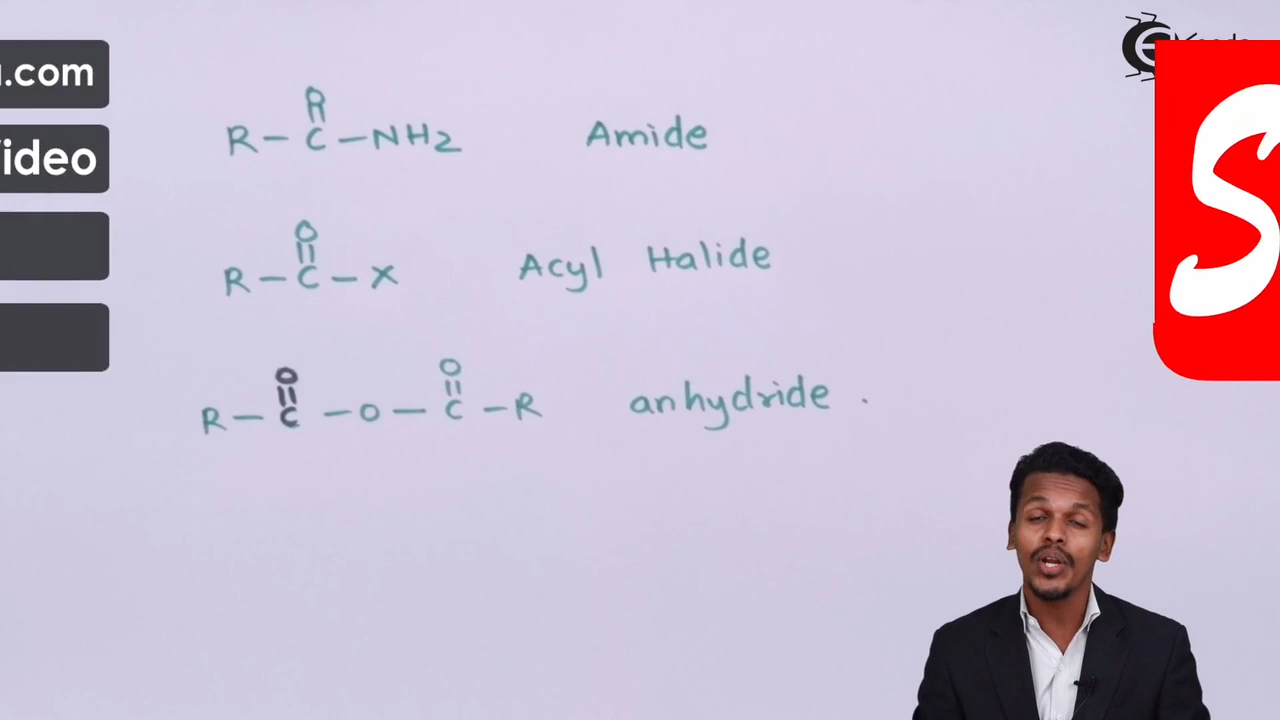 .com
ideo
R
R – C – NH2 Amide
O
R – C – X Acyl Halide
O O
R – C – O – C – R anhydride .
S